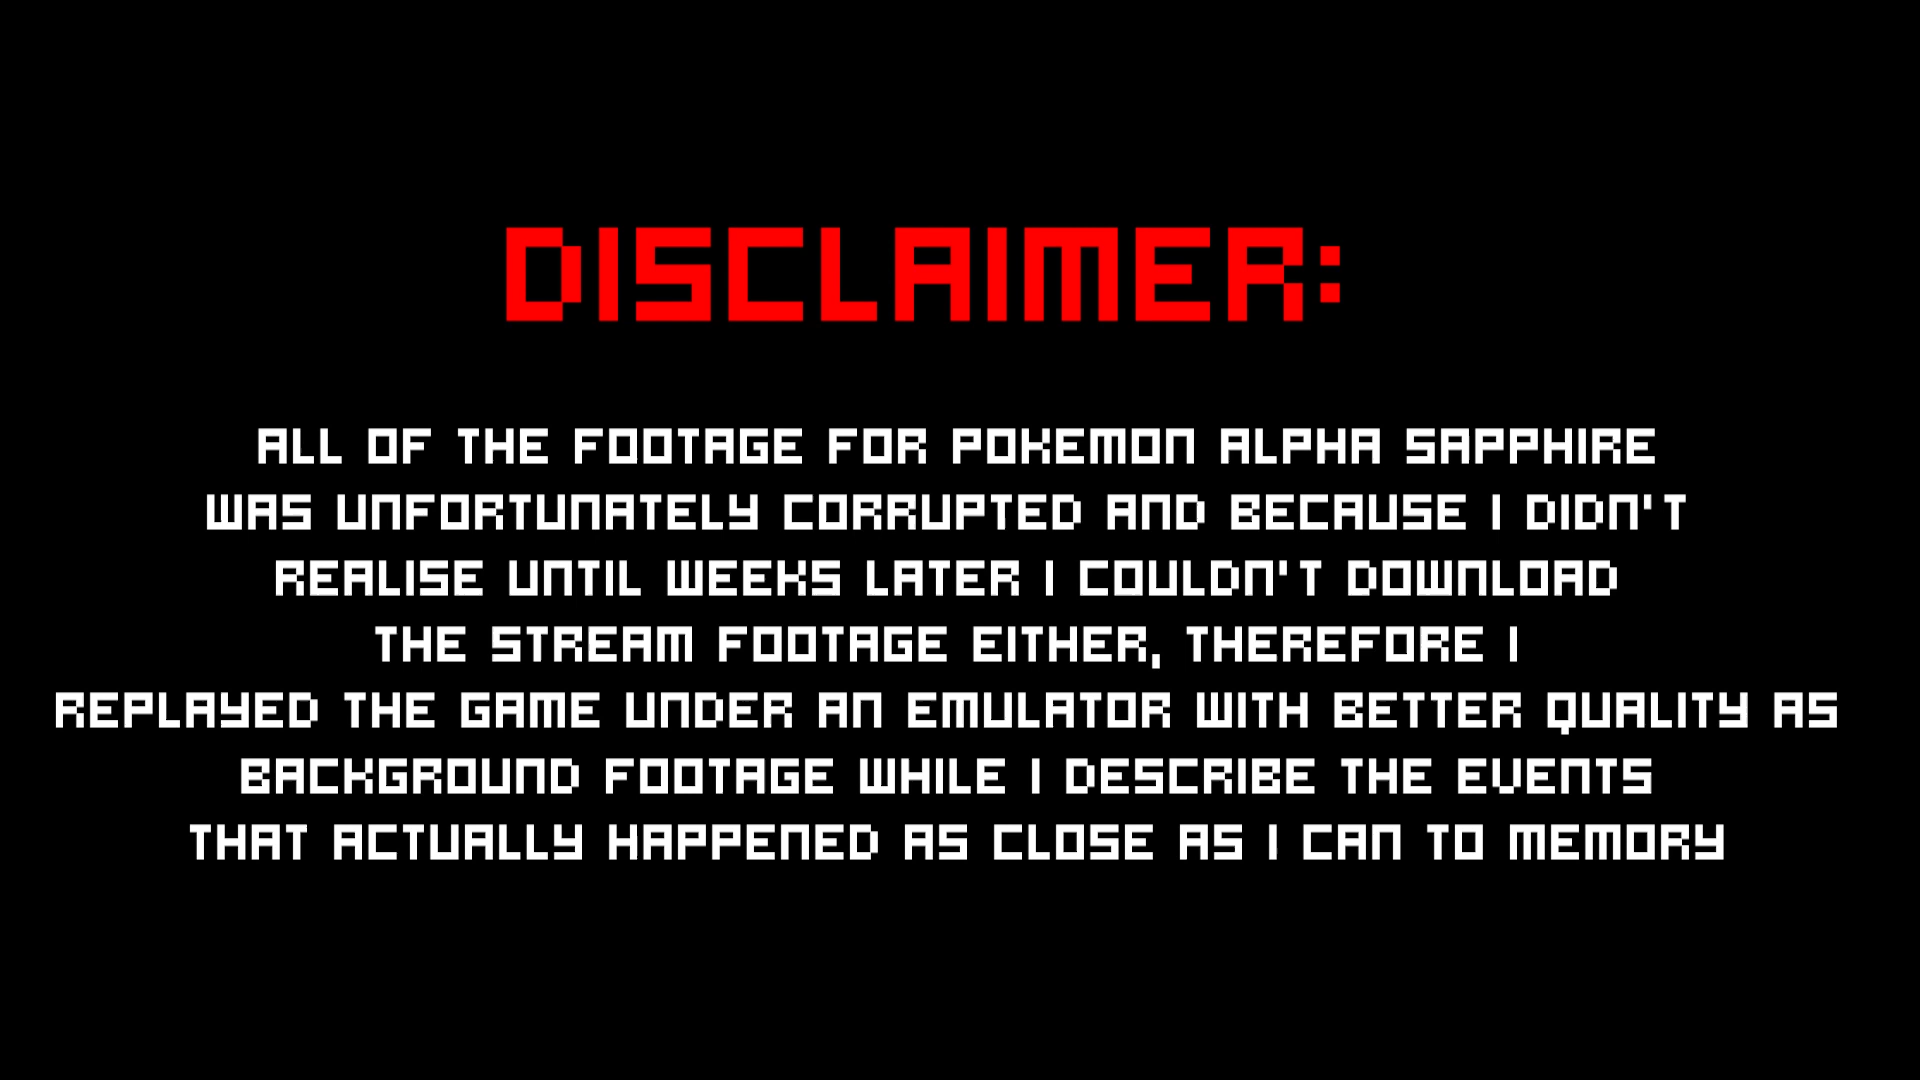 DISCLAIMER:
ALL OF THE FOOTAGE FOR POKEMON ALPHA SAPPHIRE
WAS UNFORTUNATELY CORRUPTED AND BECAUSE I DIDN'T
REALISE UNTIL WEEKS LATER I COULDN'T DOWNLOAD
THE STREAM FOOTAGE EITHER, THEREFORE I
REPLAYED THE GAME UNDER AN EMULATOR WITH BETTER QUALITY AS
BACKGROUND FOOTAGE WHILE I DESCRIBE THE EVENTS
THAT ACTUALLY HAPPENED AS CLOSE AS I CAN TO MEMORY